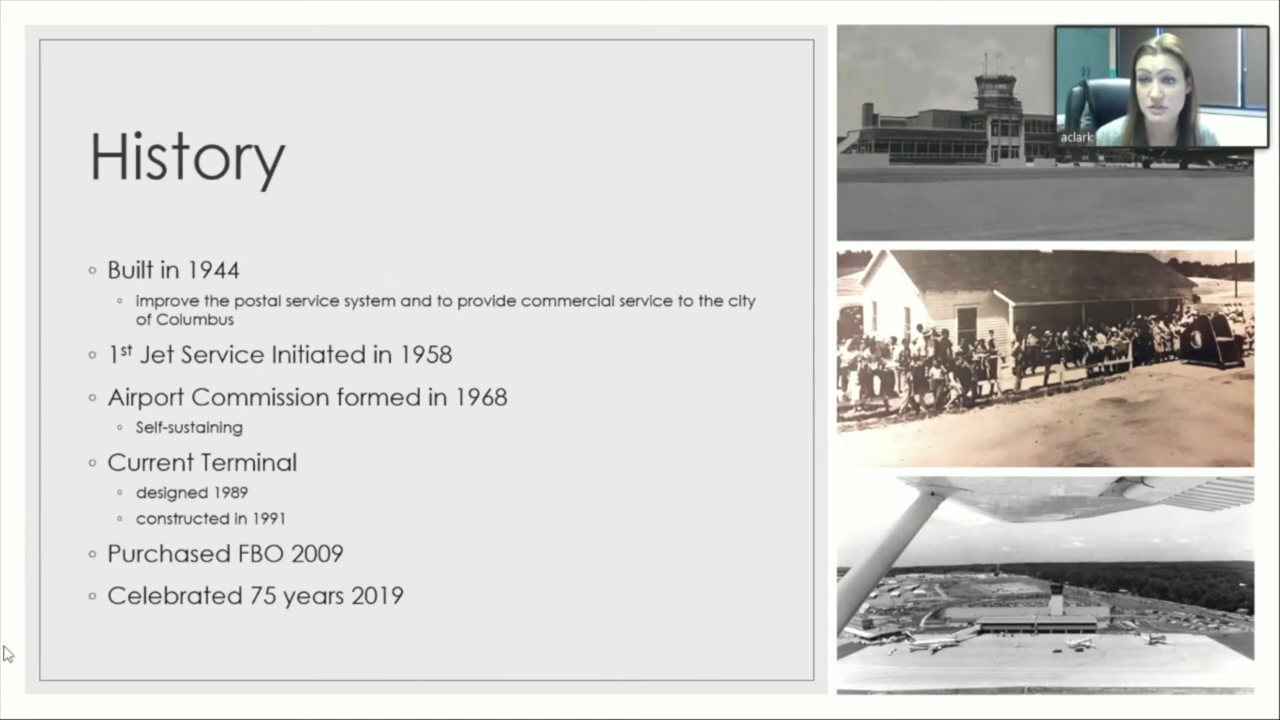 History
◦ Built in 1944
◦ improve the postal service system and to provide commercial service to the city
of Columbus
◦ 1st Jet Service Initiated in 1958
◦ Airport Commission formed in 1968
◦ Self-sustaining
◦ Current Terminal
◦ designed 1989
◦ constructed in 1991
◦ Purchased FBO 2009
◦ Celebrated 75 years 2019
aclark